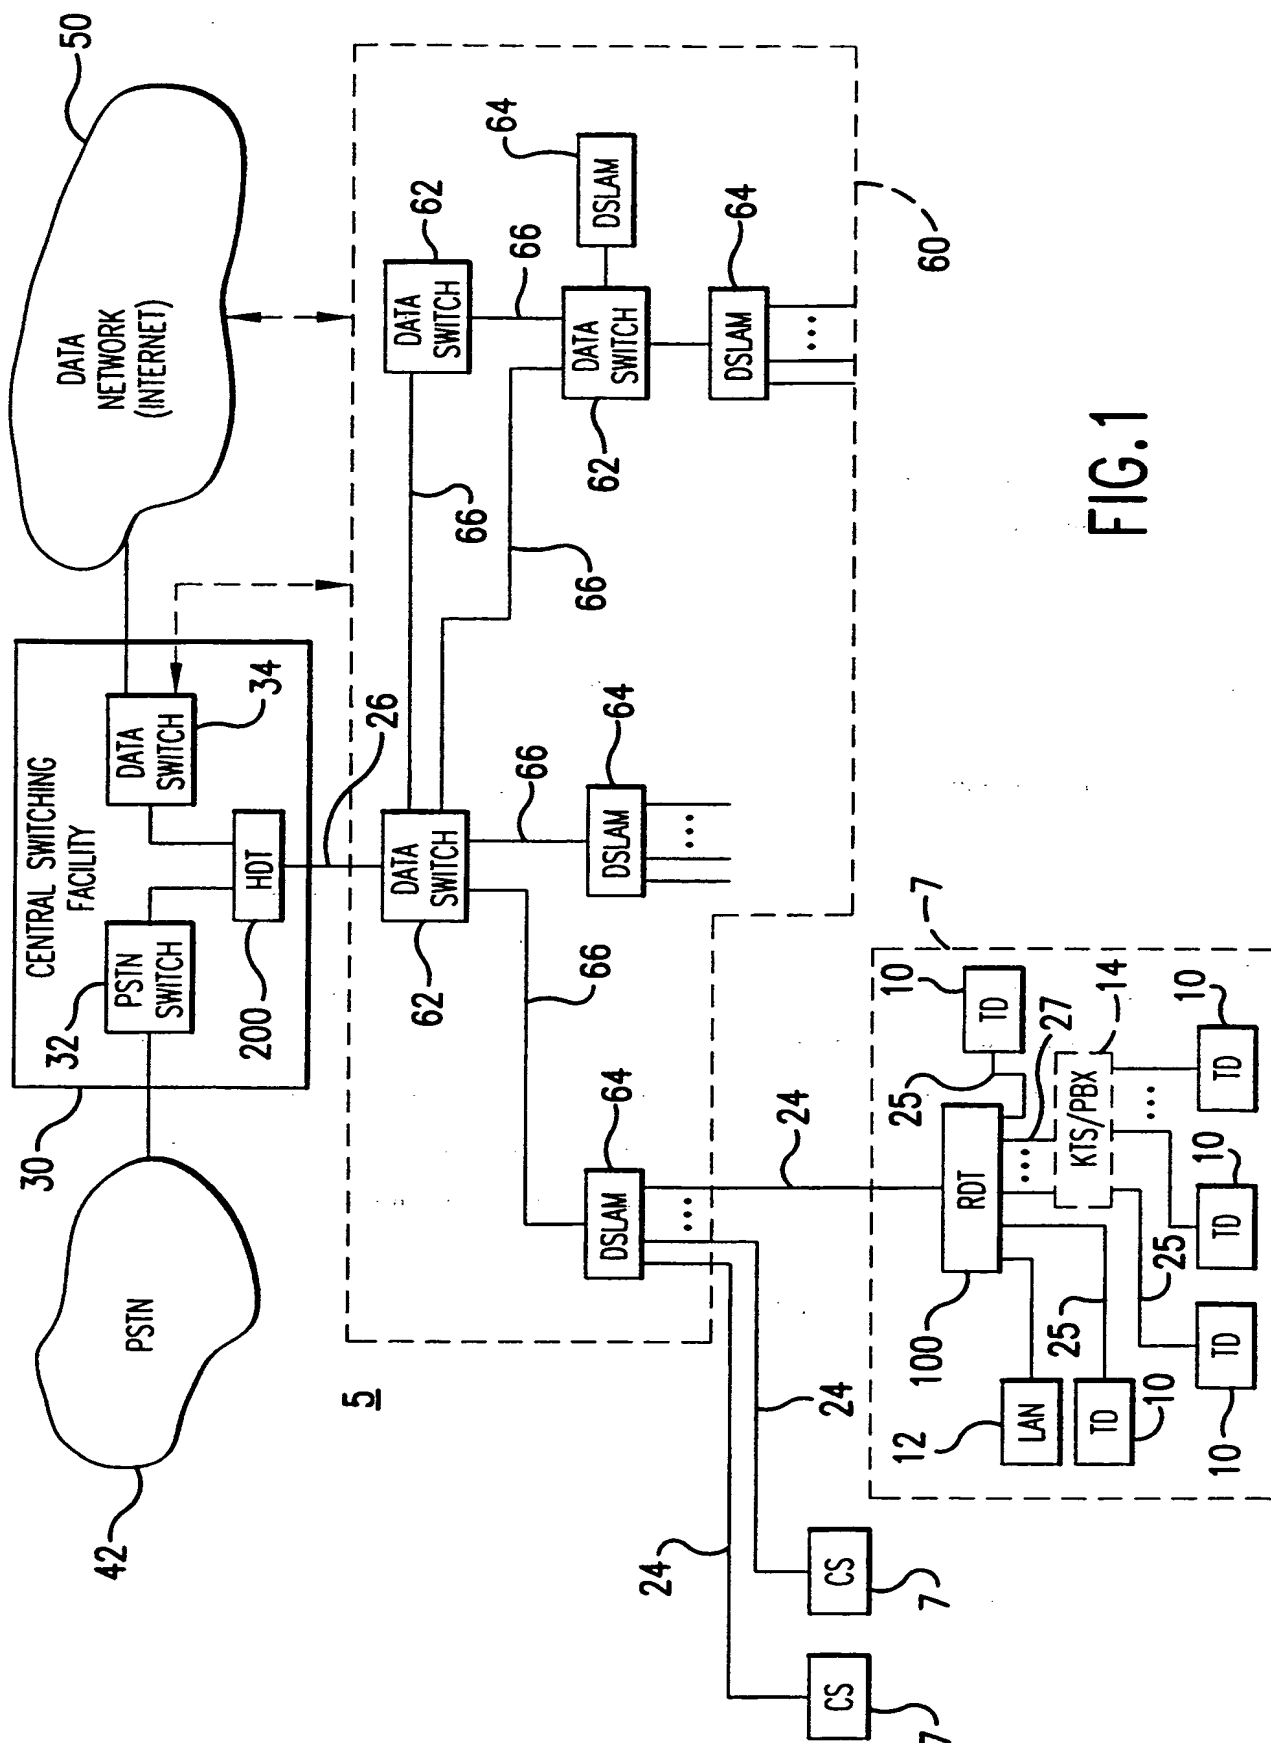 50
DATA
NETWORK
(INTERNET)
CENTRAL SWITCHING
FACILITY
DATA
SWITCH
34
PSTN
SWITCH
32
HDT
200
30
PSTN
42
26
5
DATA
SWITCH
62
DATA
SWITCH
62
DATA
SWITCH
62
66
66
66
66
66
DSLAM
64
DSLAM
64
DSLAM
64
DSLAM
64
60
24
24
24
CS
7
CS
7
7
RDT
100
TD
10
25
27
14
KTS/PBX
LAN
12
TD
10
25
25
TD
10
TD
10
TD
10
FIG.1